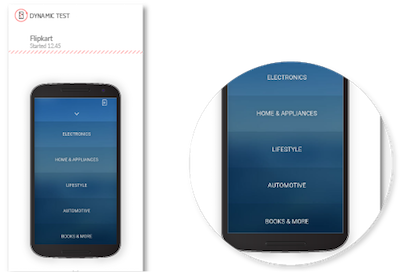 DYNAMIC TEST
Flipkart
Started 12.45
ELECTRONICS
HOME & APPLIANCES
LIFESTYLE
AUTOMOTIVE
BOOKS & MORE
ELECTRONICS
HOME & APPLIANCES
LIFESTYLE
AUTOMOTIVE
BOOKS & MORE